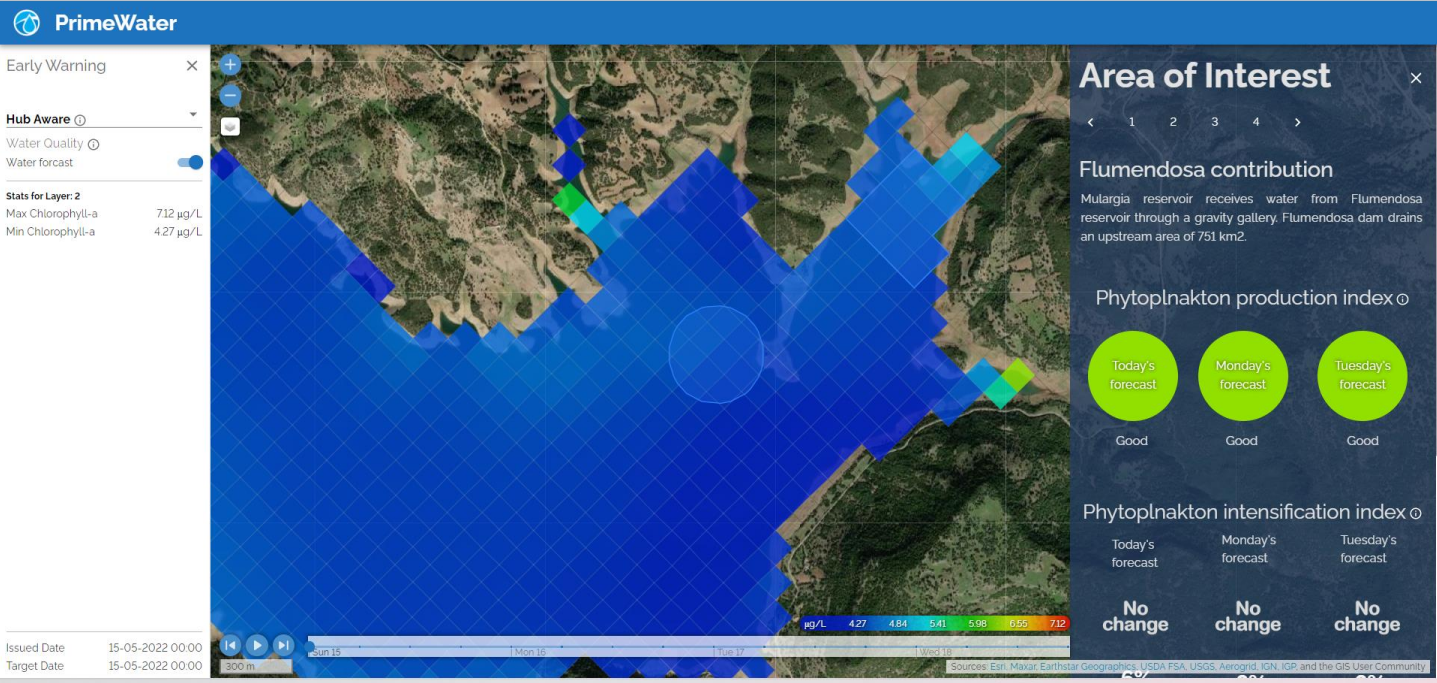 PrimeWater
Early Warning
Hub Aware
Water Quality
Water forcast
Stats for Layer: 2
Max Chlorophyll-a 7.12 µg/L
Min Chlorophyll-a 4.27 µg/L
Issued Date 15-05-2022 00:00
Target Date 15-05-2022 00:00
µg/L 4.27 4.84 5.41 5.98 6.55 7.12
Sun 15 Mon 16 Tue 17 Wed 18
300 m
Sources: Esri, Maxar, Earthstar Geographics, USDA FSA, USGS, Aerogrid, IGN, IGP, and the GIS User Community
Area of Interest
1 2 3 4
Flumendosa contribution
Mulargia reservoir receives water from Flumendosa
reservoir through a gravity gallery. Flumendosa dam drains
an upstream area of 751 km2.
Phytoplnakton production index
Today's Monday's Tuesday's
forecast forecast forecast
Good Good Good
Phytoplnakton intensification index
Today's Monday's Tuesday's
forecast forecast forecast
No No No
change change change